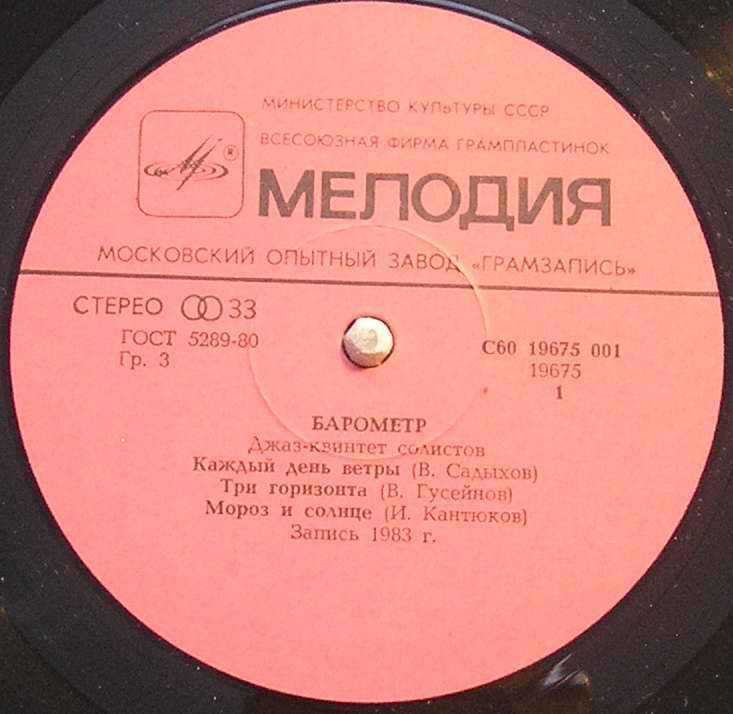 МИНИСТЕРСТВО КУЛЬТУРЫ СССР
ВСЕСОЮЗНАЯ ФИРМА ГРАМПЛАСТИНОК
®
МЕЛОДИЯ
МОСКОВСКИЙ ОПЫТНЫЙ ЗАВОД «ГРАМЗАПИСЬ»
СТЕРЕО 33
ГОСТ 5289-80
Гр. 3
С60 19675 001
19675
1
БАРОМЕТР
Джаз-квинтет солистов
Каждый день ветры (В. Садыхов)
Три горизонта (В. Гусейнов)
Мороз и солнце (И. Кантюков)
Запись 1983 г.